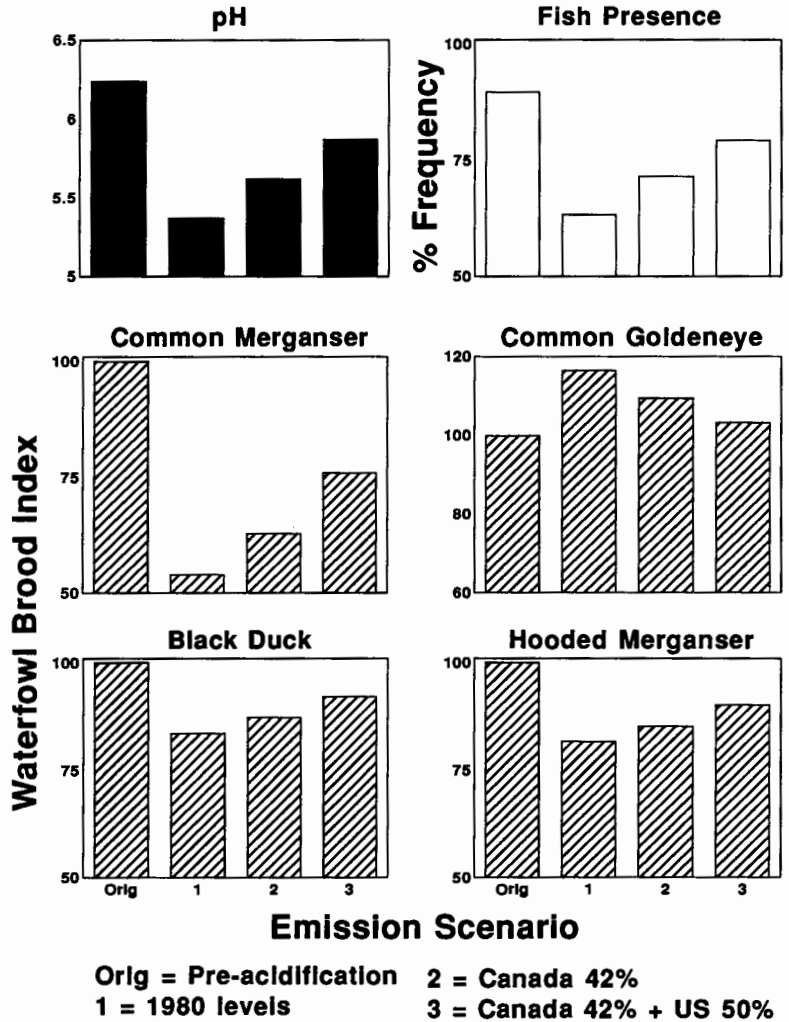 pH
6.5
6
5.5
5
Fish Presence
% Frequency
100
75
50
Waterfowl Brood Index
Common Merganser
100
75
50
Common Goldeneye
120
100
80
60
Black Duck
100
75
50
Orig 1 2 3
Hooded Merganser
100
75
50
Orig 1 2 3
Emission Scenario
Orig = Pre-acidification
1 = 1980 levels
2 = Canada 42%
3 = Canada 42% + US 50%